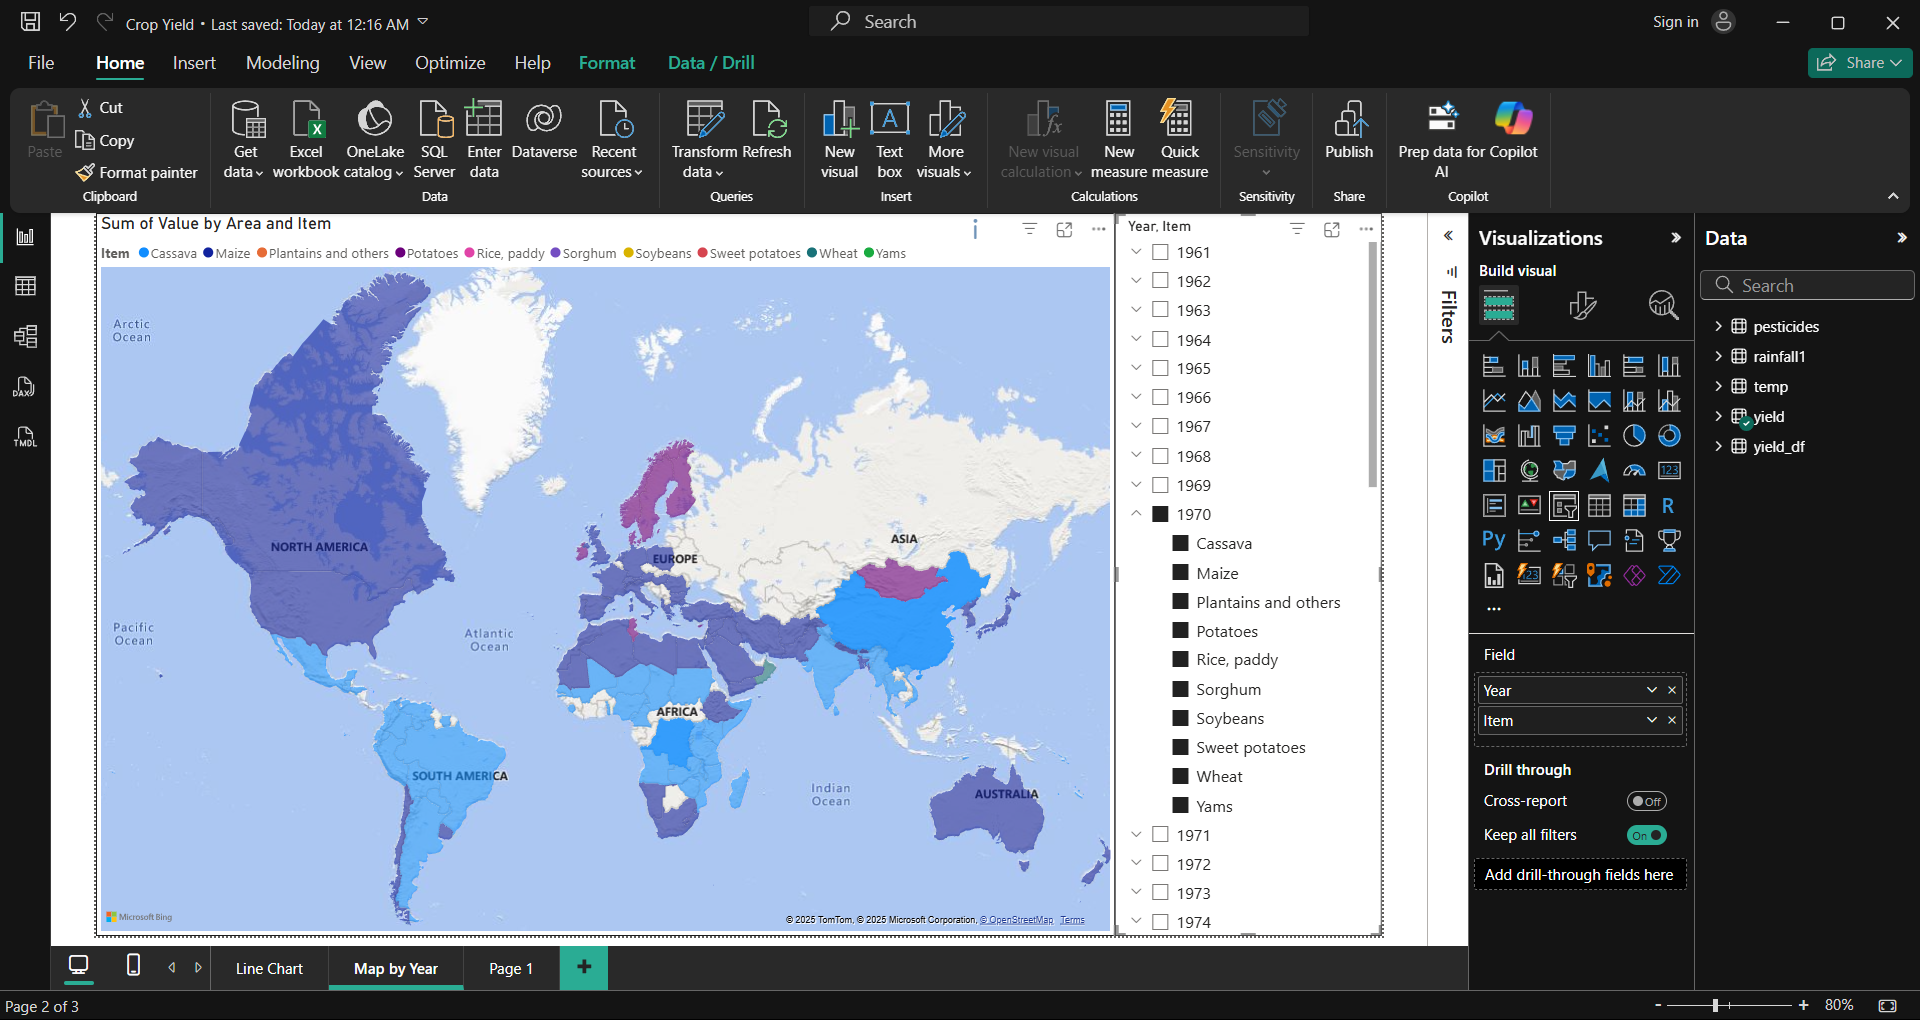 Crop Yield • Last saved: Today at 12:16 AM
Search
Sign in
File
Home
Insert
Modeling
View
Optimize
Help
Format
Data / Drill
Share
Paste
Cut
Copy
Format painter
Clipboard
Get data
Excel workbook
OneLake catalog
SQL Server
Enter data
Dataverse
Recent sources
Data
Transform data
Refresh
Queries
New visual
Text box
More visuals
Insert
New visual calculation
New measure
Quick measure
Calculations
Sensitivity
Sensitivity
Publish
Share
Prep data for AI
Copilot
Copilot
Sum of Value by Area and Item
Item Cassava Maize Plantains and others Potatoes Rice, paddy Sorghum Soybeans Sweet potatoes Wheat Yams
Arctic
Ocean
NORTH AMERICA
EUROPE
ASIA
Pacific
Ocean
Atlantic
Ocean
AFRICA
SOUTH AMERICA
Indian
Ocean
AUSTRALIA
Microsoft Bing
© 2025 TomTom, © 2025 Microsoft Corporation, © OpenStreetMap Terms
Year, Item
1961
1962
1963
1964
1965
1966
1967
1968
1969
1970
Cassava
Maize
Plantains and others
Potatoes
Rice, paddy
Sorghum
Soybeans
Sweet potatoes
Wheat
Yams
1971
1972
1973
1974
Filters
Visualizations
Build visual
123
R
Py
123
...
Field
Year
Item
Drill through
Cross-report
Off
Keep all filters
On
Add drill-through fields here
Data
Search
pesticides
rainfall1
temp
yield
yield_df
DAX
TMDL
Line Chart
Map by Year
Page 1
Page 2 of 3
- + 80%